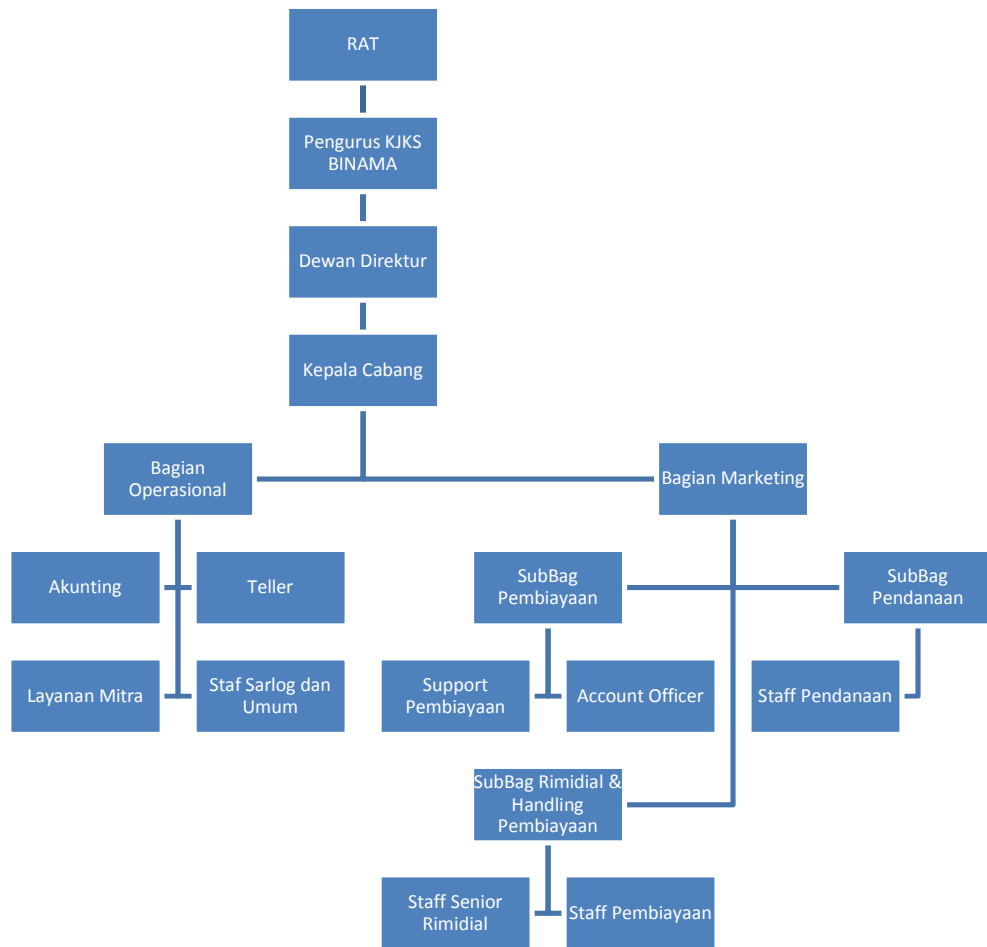 RAT
Pengurus KJKS
BINAMA
Dewan Direktur
Kepala Cabang
Bagian
Operasional
Bagian Marketing
Akunting
Teller
SubBag
Pembiayaan
SubBag
Pendanaan
Layanan Mitra
Staf Sarlog dan
Umum
Support
Pembiayaan
Account Officer
Staff Pendanaan
SubBag Rimidial &
Handling
Pembiayaan
Staff Senior
Rimidial
Staff Pembiayaan